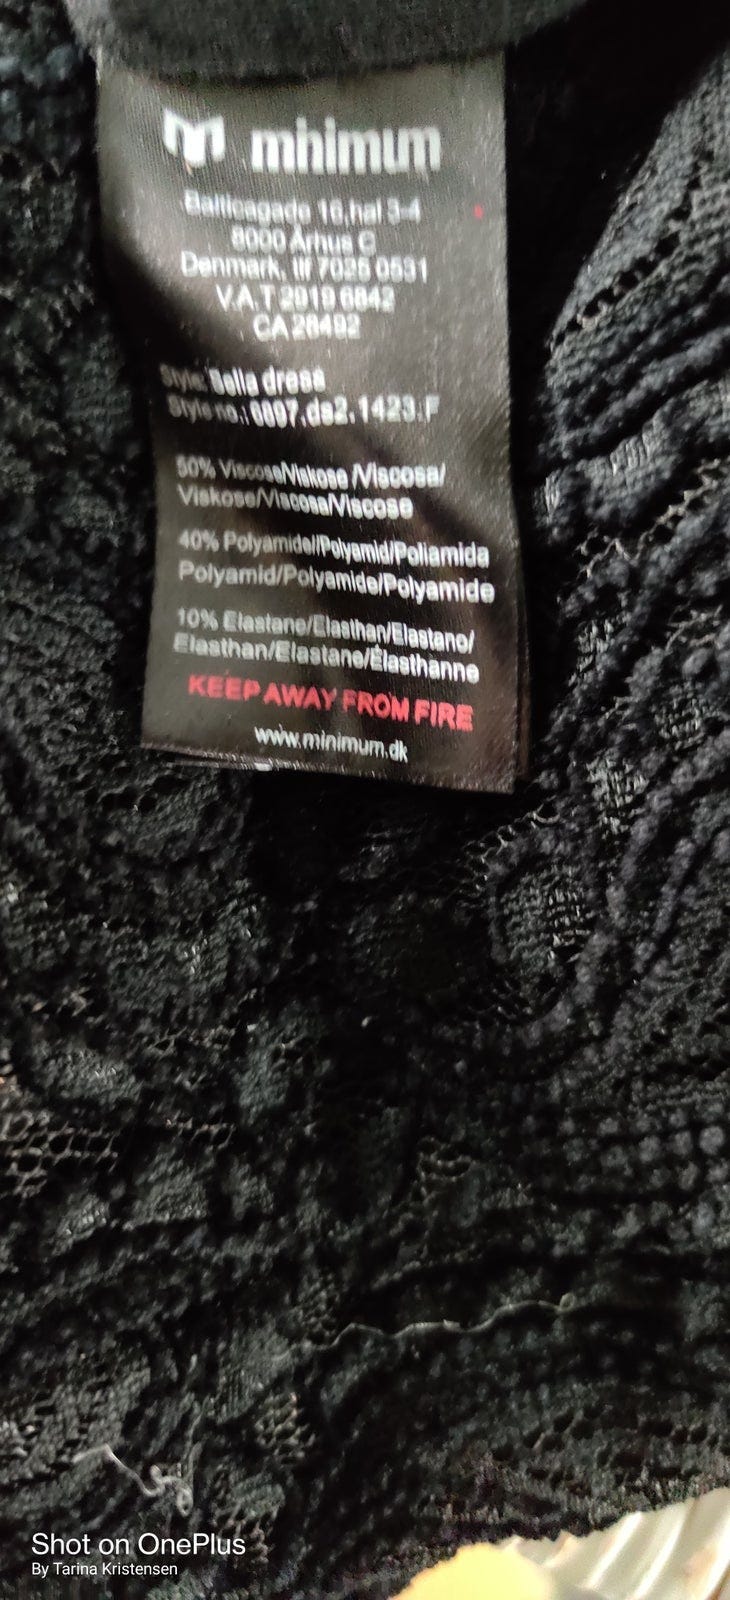 minimum
Balticagade 16, hal 3-4
8000 Århus C
Denmark, tlf 7025 0531
V.A.T 2919 6842
CA 28492
Style: Bella dress
Style no.: 6897.ds2.1423.F
50% Viscose/Viskose /Viscosa/
Viskose/Viscosa/Viscose
40% Polyamide/Polyamid/Poliamida
Polyamid/Polyamide/Polyamide
10% Elastane/Elasthan/Elastano/
Elasthan/Elastane/Élasthanne
KEEP AWAY FROM FIRE
www.minimum.dk
Shot on OnePlus
By Tarina Kristensen